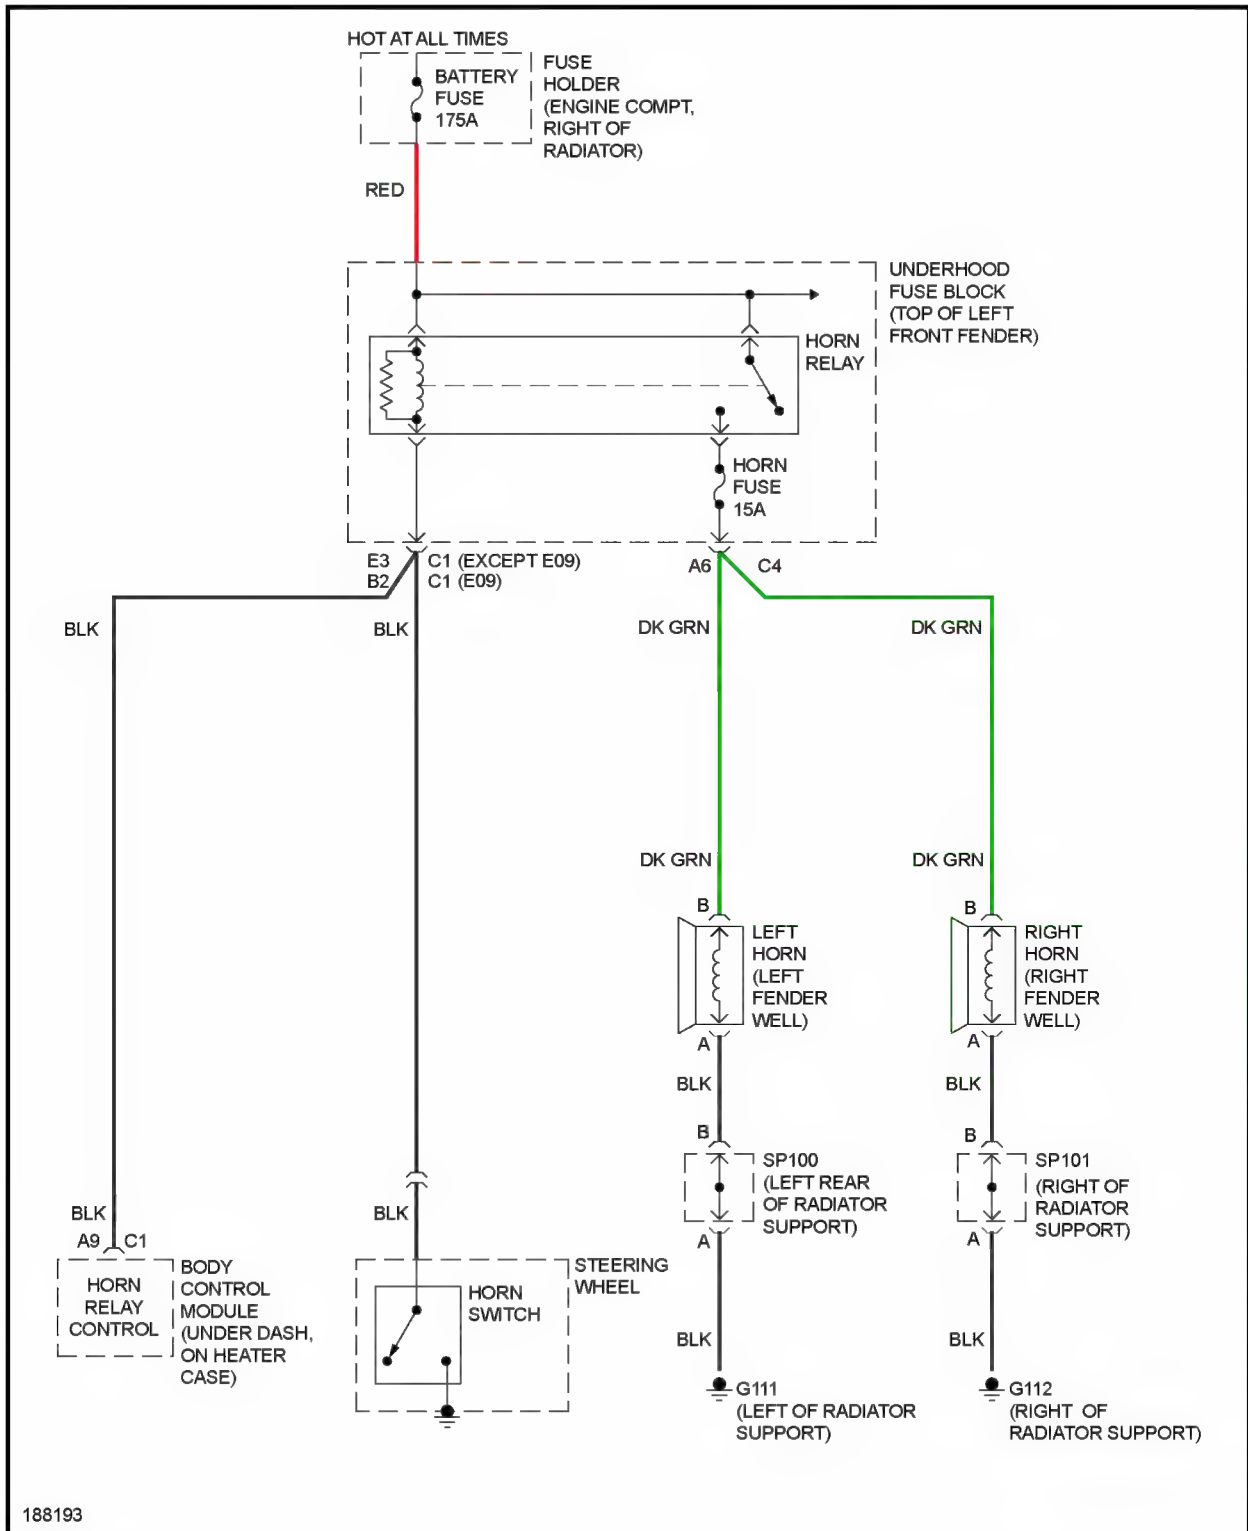 HOT AT ALL TIMES
BATTERY
FUSE
175A
FUSE
HOLDER
(ENGINE COMPT,
RIGHT OF
RADIATOR)
RED
UNDERHOOD
FUSE BLOCK
(TOP OF LEFT
FRONT FENDER)
HORN
RELAY
HORN
FUSE
15A
E3 C1 (EXCEPT E09)
B2 C1 (E09)
A6 C4
BLK
BLK
DK GRN
DK GRN
DK GRN
DK GRN
B
B
LEFT
HORN
(LEFT
FENDER
WELL)
RIGHT
HORN
(RIGHT
FENDER
WELL)
A
A
BLK
BLK
B
B
SP100
(LEFT REAR
OF RADIATOR
SUPPORT)
SP101
(RIGHT OF
RADIATOR
SUPPORT)
A
A
BLK
A9 C1
BLK
HORN
RELAY
CONTROL
BODY
CONTROL
MODULE
(UNDER DASH,
ON HEATER
CASE)
STEERING
WHEEL
HORN
SWITCH
BLK
BLK
G111
(LEFT OF RADIATOR
SUPPORT)
G112
(RIGHT OF
RADIATOR SUPPORT)
188193